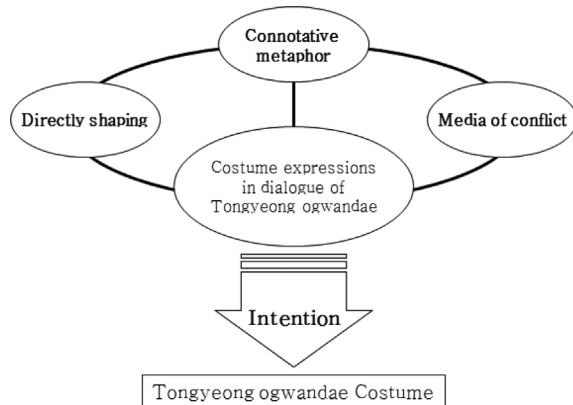 Connotative
metaphor
Directly shaping
Media of conflict
Costume expressions
in dialogue of
Tongyeong ogwandae
Intention
Tongyeong ogwandae Costume